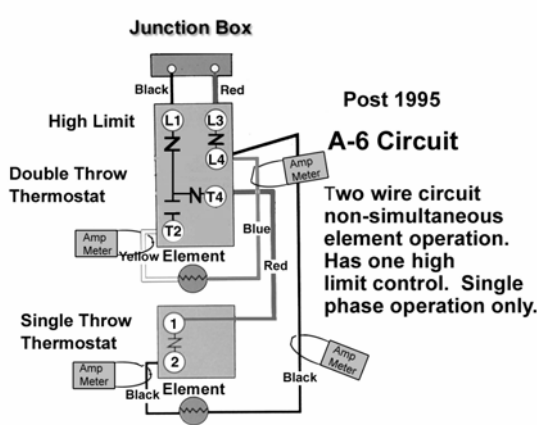 Junction Box
Black
Red
Post 1995
High Limit
L1
L3
A-6 Circuit
L4
Amp
Meter
Double Throw
Thermostat
T4
Two wire circuit
non-simultaneous
element operation.
Has one high
limit control. Single
phase operation only.
T2
Blue
Amp
Meter
Yellow
Element
Red
Single Throw
Thermostat
1
2
Amp
Meter
Amp
Meter
Black
Element
Black